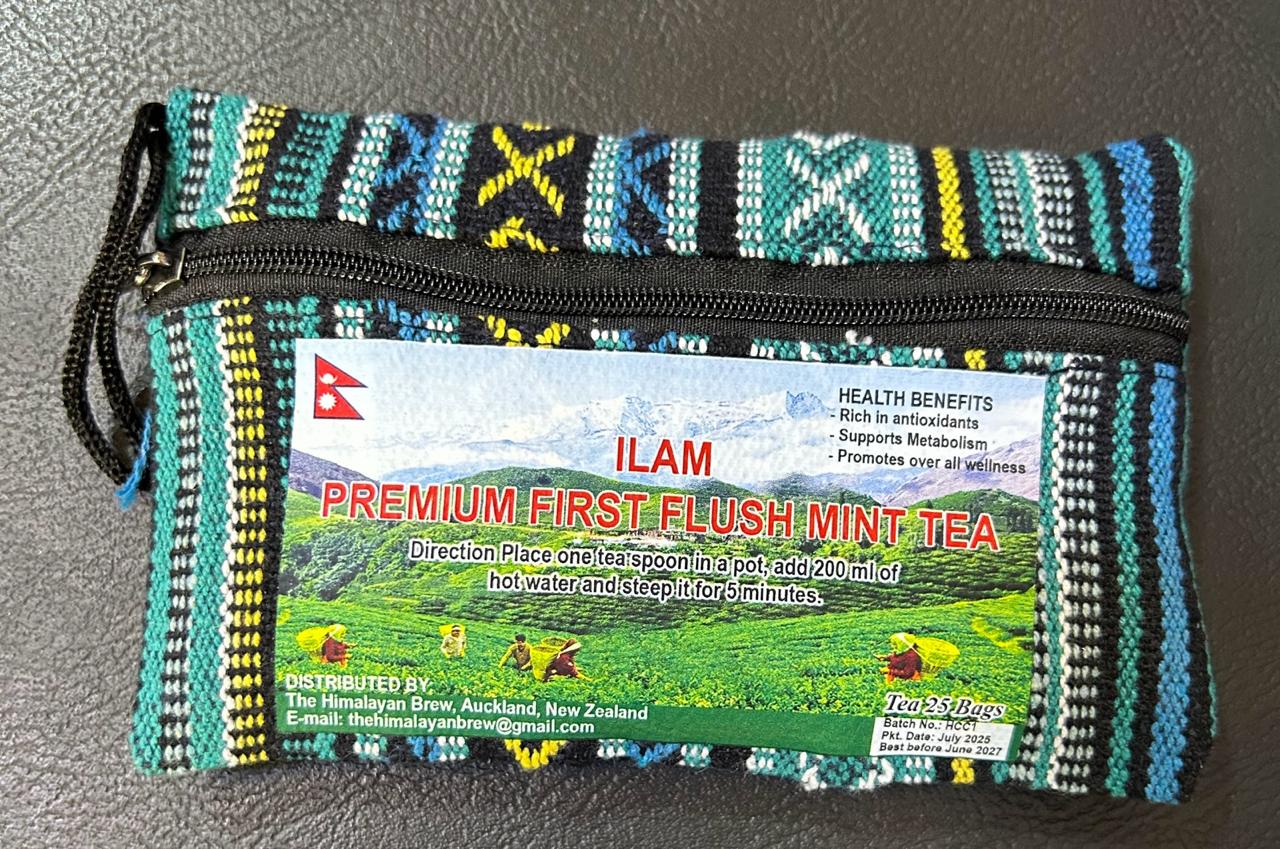 HEALTH BENEFITS
- Rich in antioxidants
- Supports Metabolism
- Promotes over all wellness
ILAM
PREMIUM FIRST FLUSH MINT TEA
Direction Place one tea spoon in a pot, add 200 ml of
hot water and steep it for 5 minutes.
DISTRIBUTED BY:
The Himalayan Brew, Auckland, New Zealand
E-mail: thehimalayanbrew@gmail.com
Tea 25 Bags
Batch No.:
Pkt. Date: July 2025
Best before June 2027